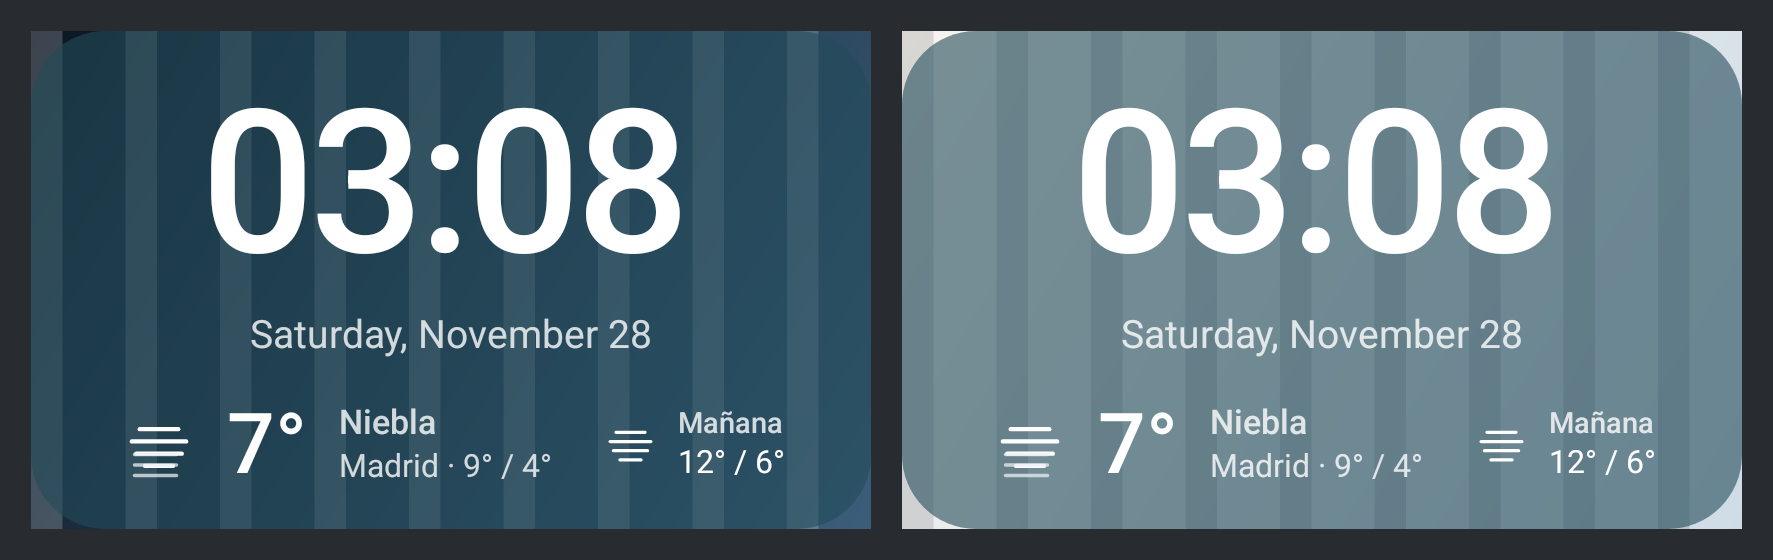 03:08
Saturday, November 28
7° Niebla
Madrid · 9° / 4°
Mañana
12° / 6°
03:08
Saturday, November 28
7° Niebla
Madrid · 9° / 4°
Mañana
12° / 6°